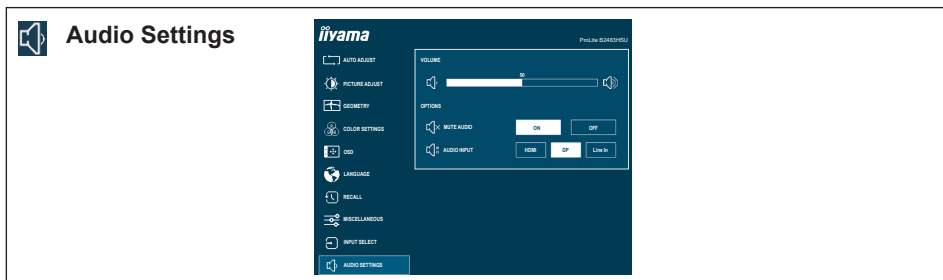 Audio Settings
iiyama
ProLite B2483HSU
AUTO ADJUST
PICTURE ADJUST
GEOMETRY
COLOR SETTINGS
OSD
LANGUAGE
RECALL
MISCELLANEOUS
INPUT SELECT
AUDIO SETTINGS
VOLUME
50
OPTIONS
MUTE AUDIO ON OFF
AUDIO INPUT HDMI DP Line In